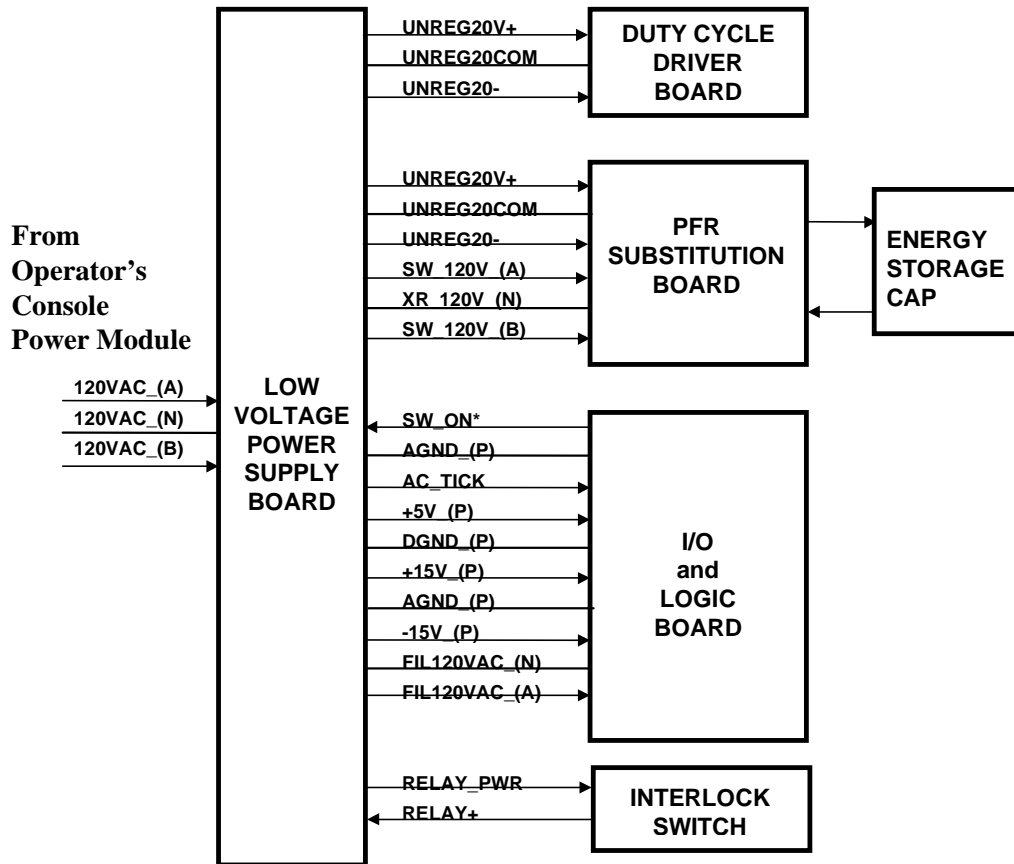 From
Operator's
Console
Power Module
120VAC_(A)
120VAC_(N)
120VAC_(B)
LOW
VOLTAGE
POWER
SUPPLY
BOARD
UNREG20V+
UNREG20COM
UNREG20-
DUTY CYCLE
DRIVER
BOARD
UNREG20V+
UNREG20COM
UNREG20-
SW_120V_(A)
XR_120V_(N)
SW_120V_(B)
PFR
SUBSTITUTION
BOARD
ENERGY
STORAGE
CAP
SW_ON*
AGND_(P)
AC_TICK
+5V_(P)
DGND_(P)
+15V_(P)
AGND_(P)
-15V_(P)
FIL120VAC_(N)
FIL120VAC_(A)
I/O
and
LOGIC
BOARD
RELAY_PWR
RELAY+
INTERLOCK
SWITCH